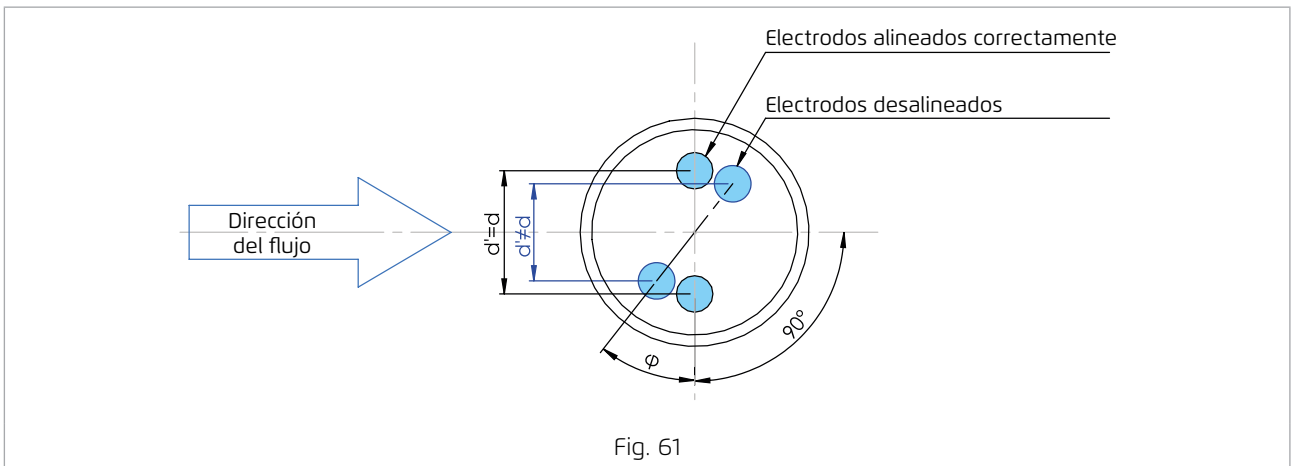 Electrodos alineados correctamente
Electrodos desalineados
Dirección
del flujo
d'=d
d'≠d
90°
φ
Fig. 61